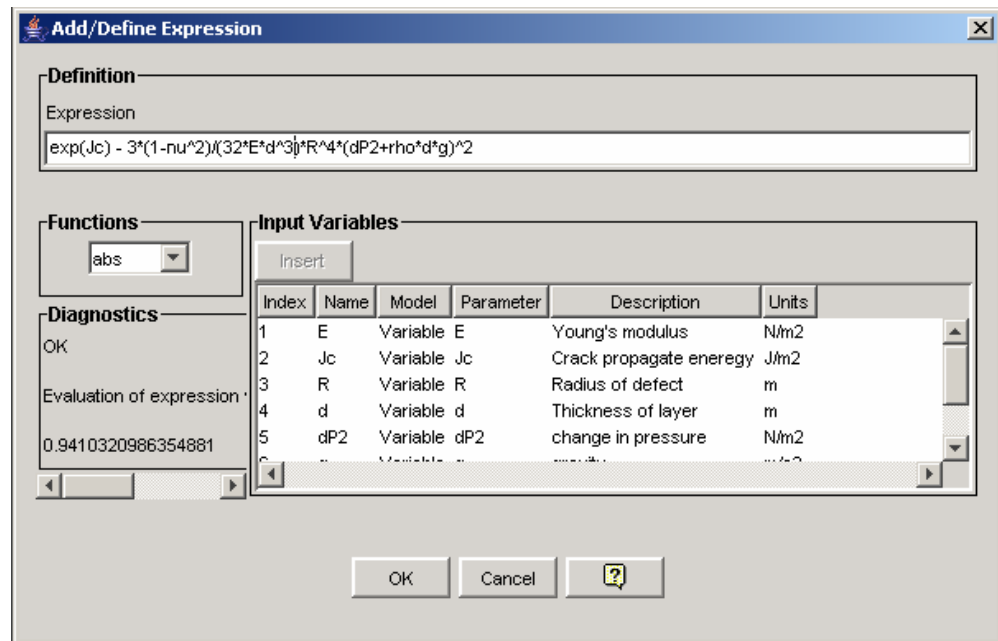 Add/Define Expression
Definition
Expression
exp(Jc) - 3*(1-nu^2)/(32*E*d^3)*R^4*(dP2+rho*d*g)^2
Functions
abs
Diagnostics
OK
Evaluation of expression
0.9410320986354881
Input Variables
Insert
Index Name Model Parameter Description Units
1 E Variable E Young's modulus N/m2
2 Jc Variable Jc Crack propagate eneregy J/m2
3 R Variable R Radius of defect m
4 d Variable d Thickness of layer m
5 dP2 Variable dP2 change in pressure N/m2
OK Cancel ?